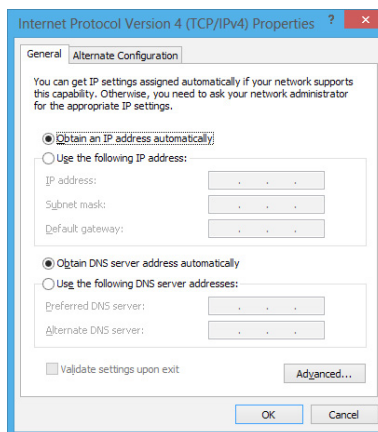 Internet Protocol Version 4 (TCP/IPv4) Properties ?
General Alternate Configuration
You can get IP settings assigned automatically if your network supports
this capability. Otherwise, you need to ask your network administrator
for the appropriate IP settings.
Obtain an IP address automatically
Use the following IP address:
IP address: . . .
Subnet mask: . . .
Default gateway: . . .
Obtain DNS server address automatically
Use the following DNS server addresses:
Preferred DNS server: . . .
Alternate DNS server: . . .
Validate settings upon exit
Advanced...
OK Cancel